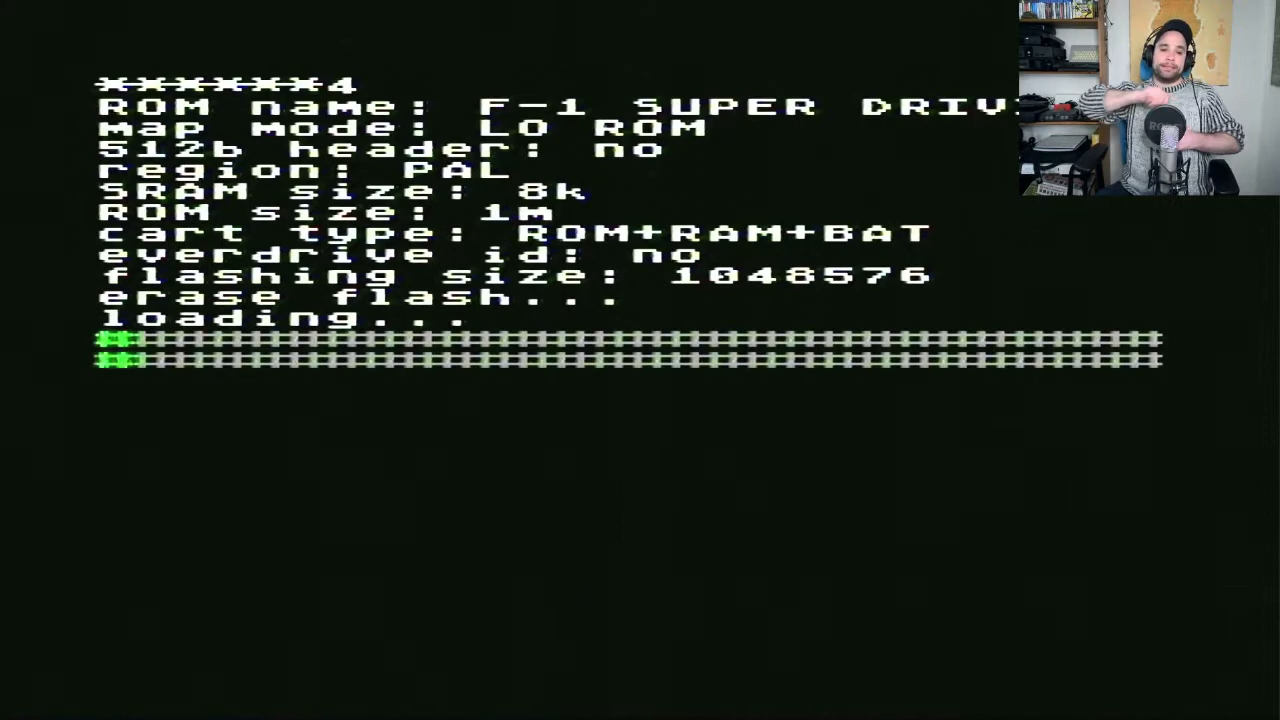 ******4
ROM name: F-1 SUPER DRIV
map mode: LO ROM
512b header: no
region: PAL
SRAM size: 8k
ROM size: 1m
cart type: ROM+RAM+BAT
everdrive id: no
flashing size: 1048576
erase flash...
loading...